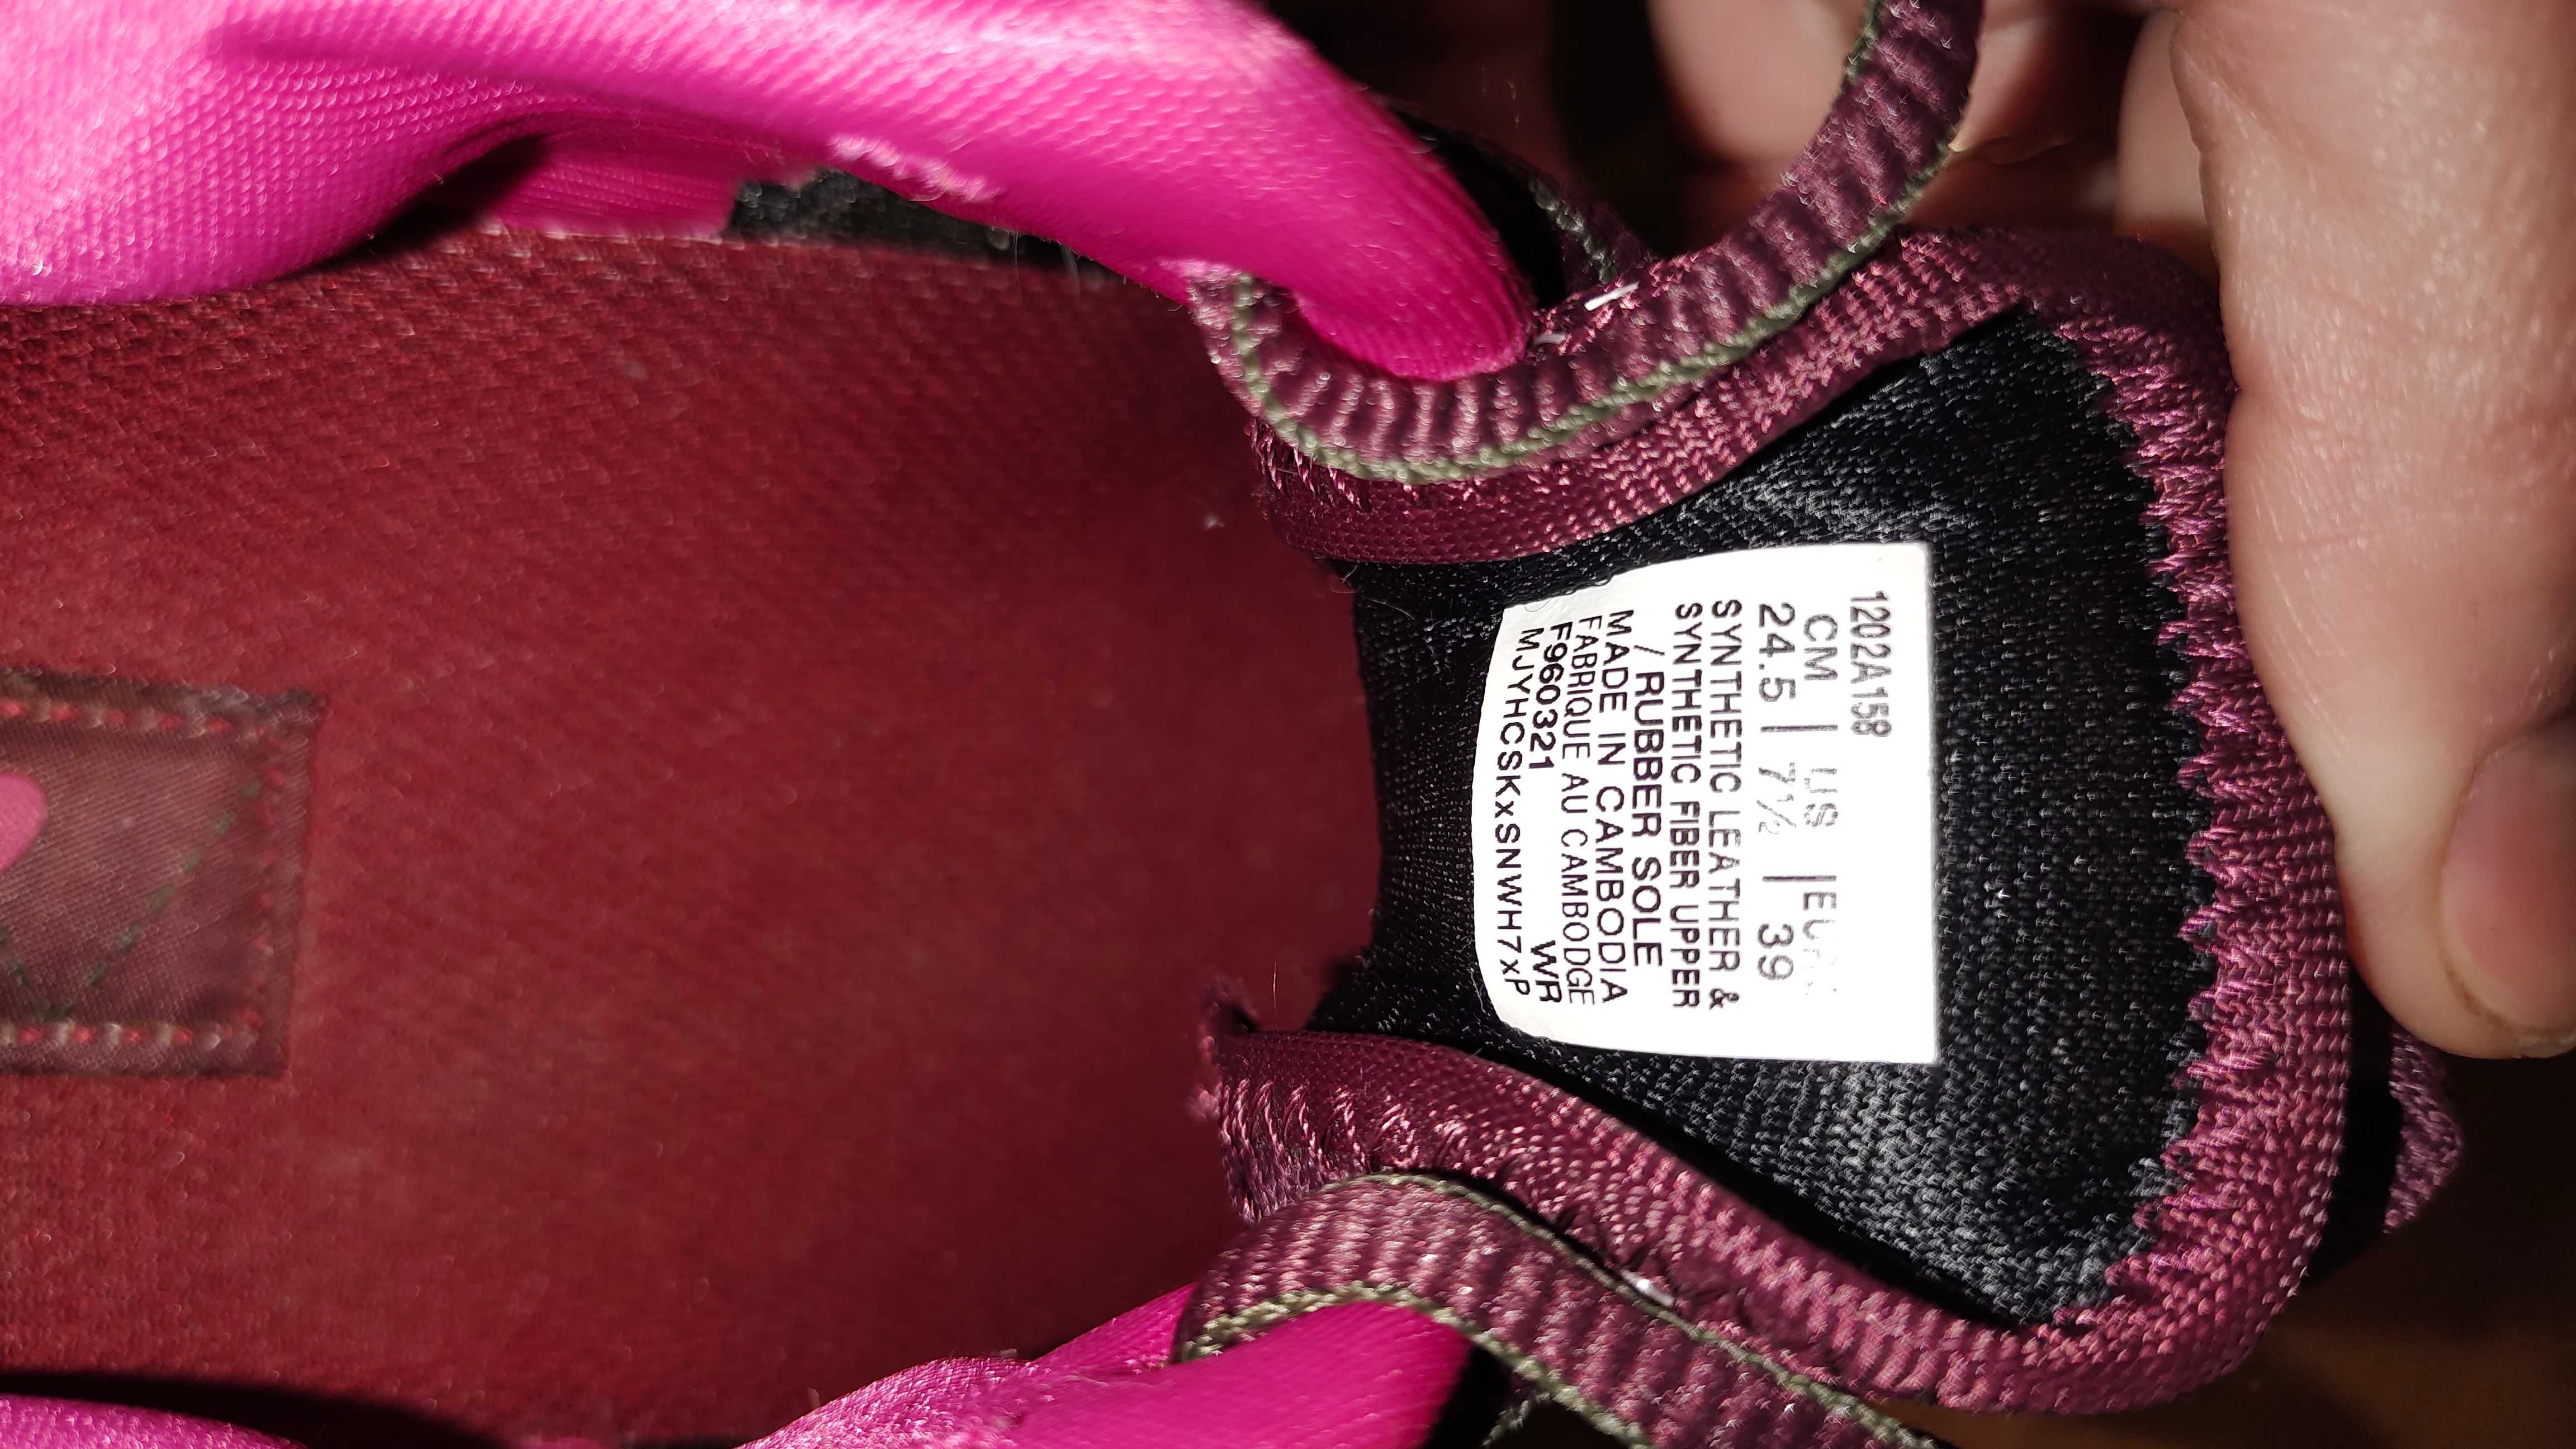 1202A158
CM | US | EUR
24.5 | 7½ | 39
SYNTHETIC LEATHER &
SYNTHETIC FIBER UPPER
/ RUBBER SOLE
MADE IN CAMBODIA
FABRIQUE AU CAMBODGE
F960321 WR
MJYHCSKxSNWH7xP